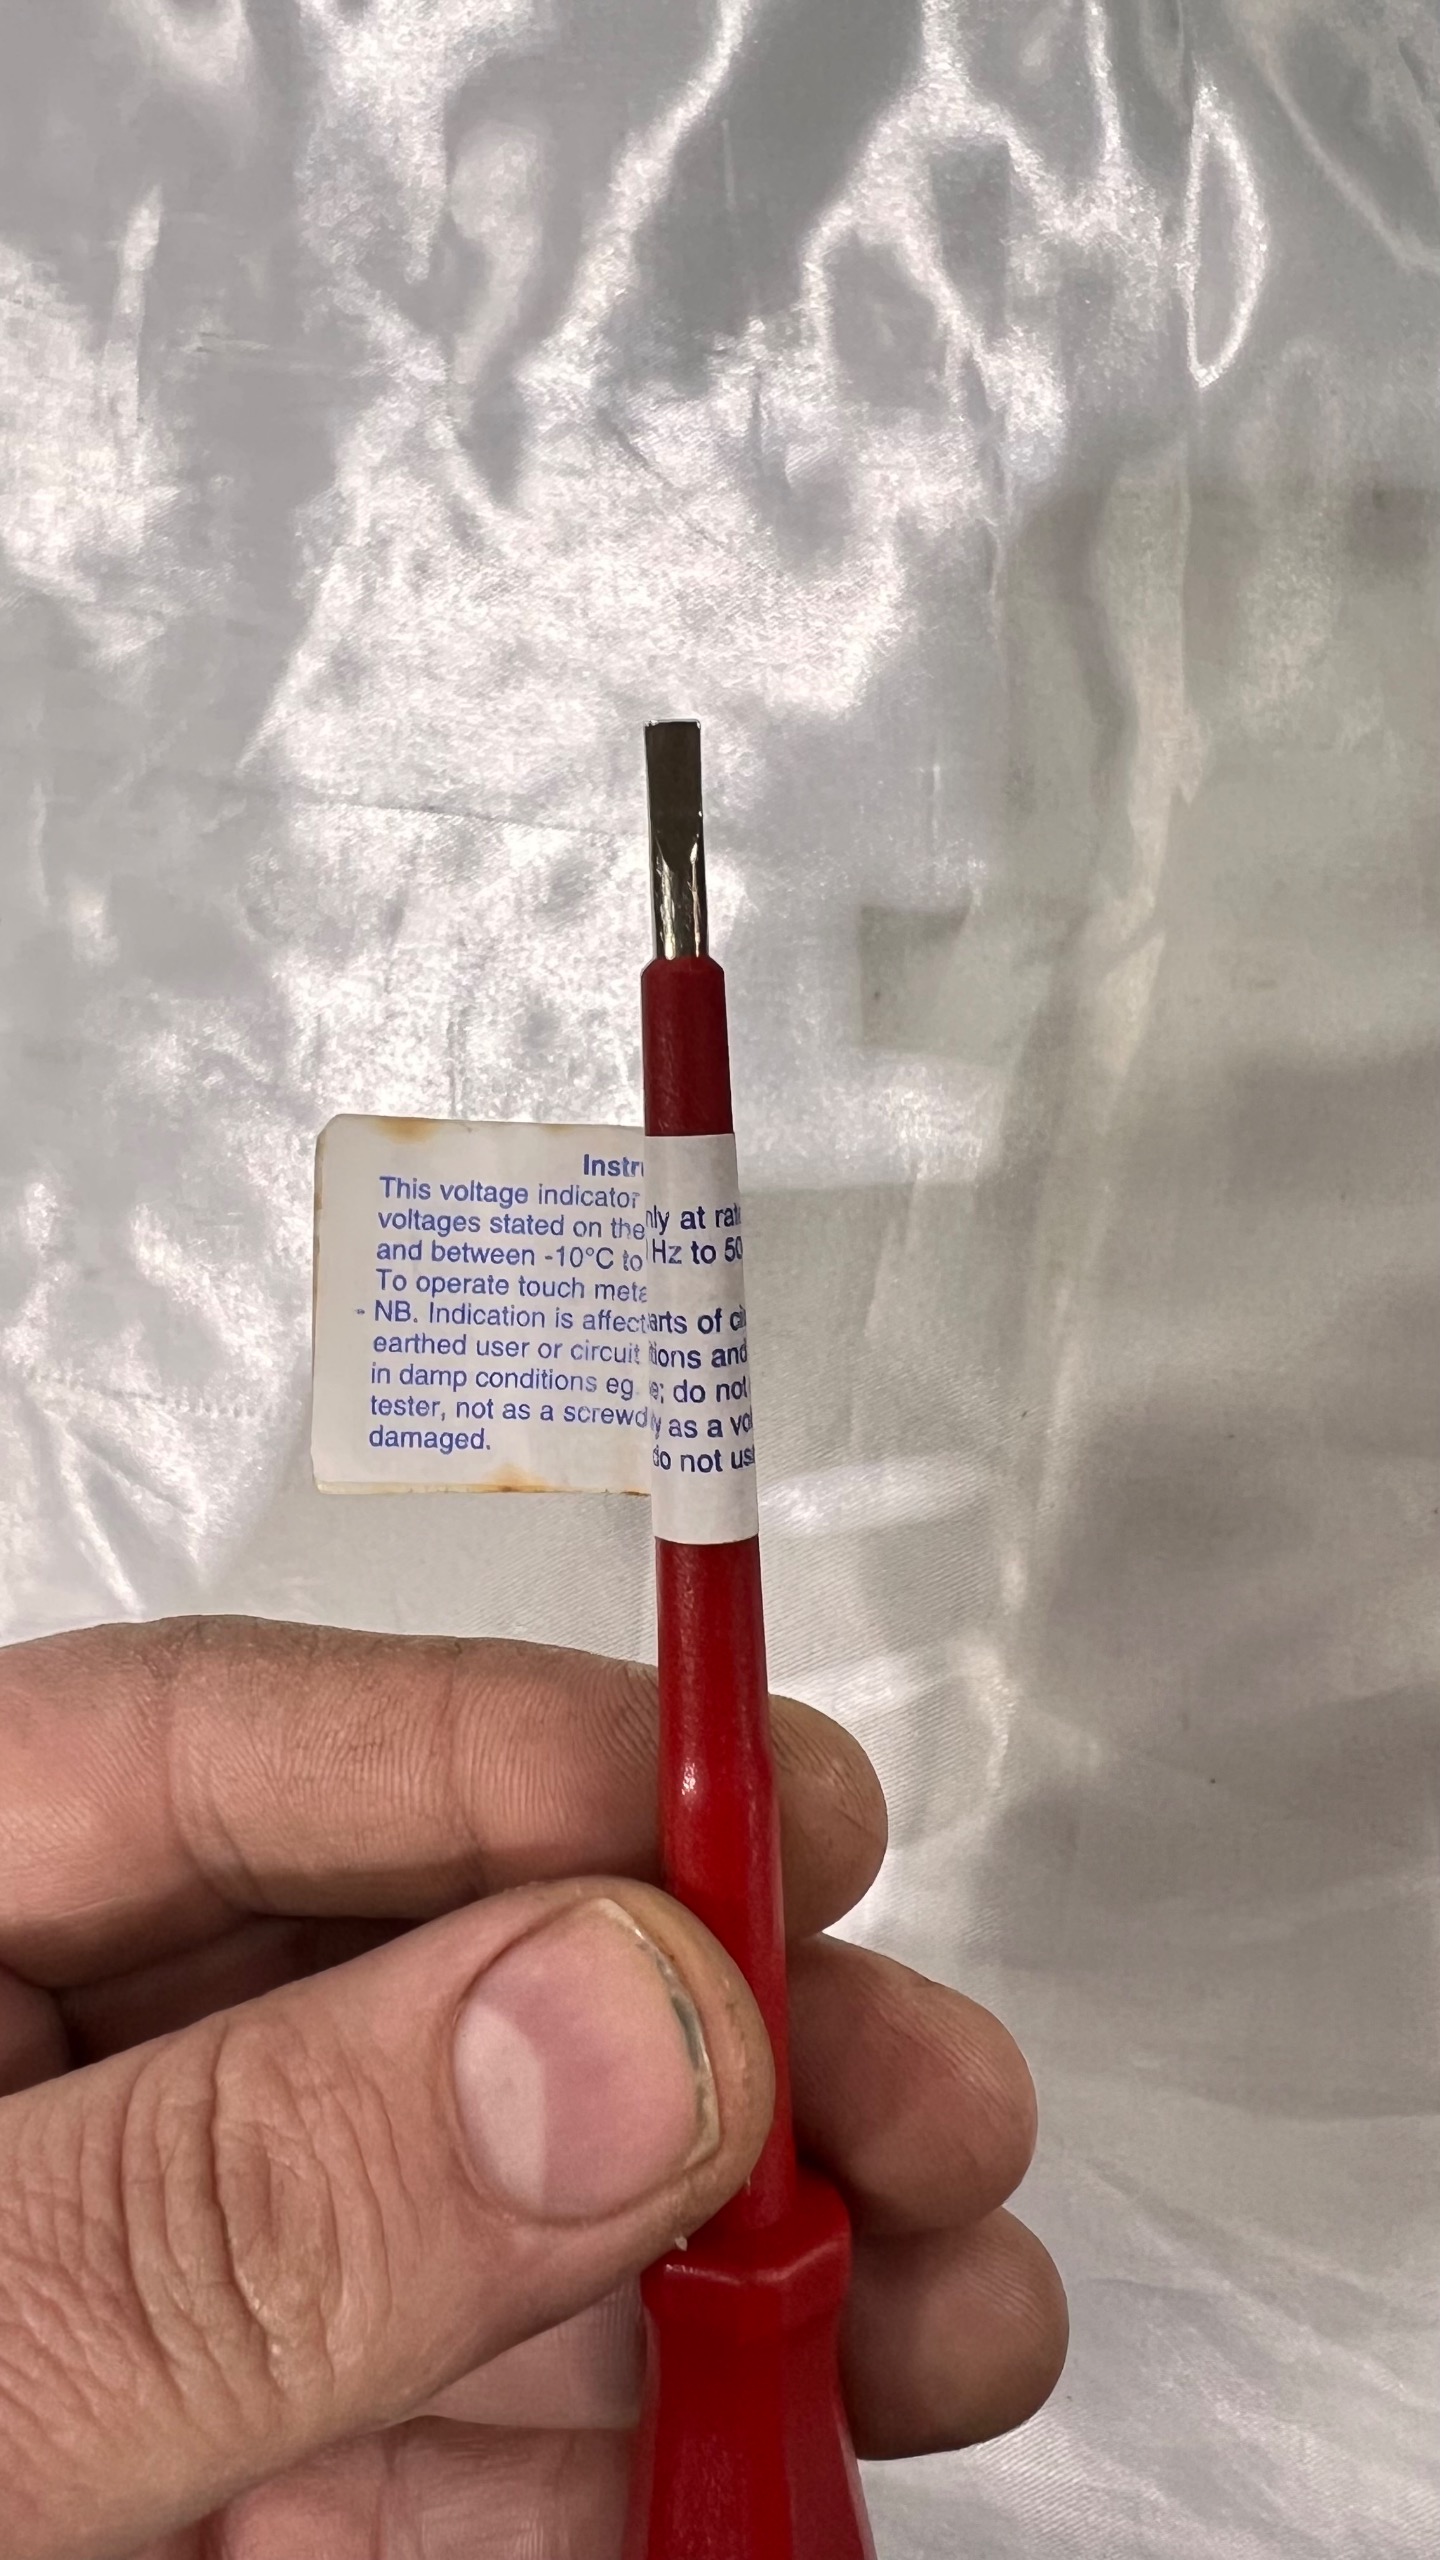 Instr
This voltage indicator nly at rat
voltages stated on the Hz to 50
and between -10°C to
To operate touch meta
- NB. Indication is affect arts of ci
earthed user or circuit tions and
in damp conditions eg. e; do not
tester, not as a screwd y as a vol
damaged. do not us